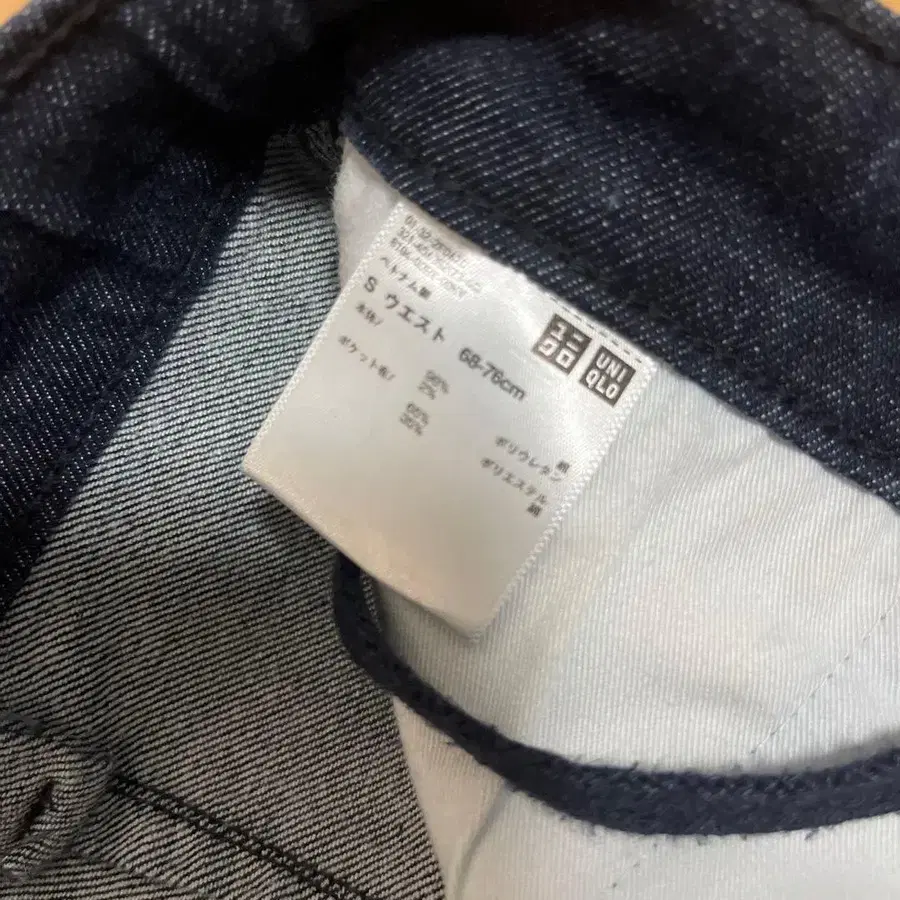 ユニ
クロ
UNI
QLO
ベトナム製
S ウエスト 68-76cm
本体/ 98% 綿
2% ポリウレタン
ポケット布/ 65% ポリエステル
35% 綿